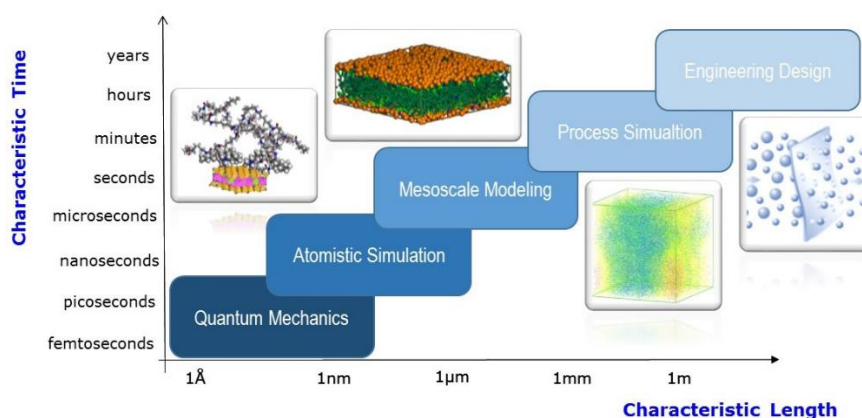 Characteristic Time
years
hours
minutes
seconds
microseconds
nanoseconds
picoseconds
femtoseconds
Engineering Design
Process Simualtion
Mesoscale Modeling
Atomistic Simulation
Quantum Mechanics
1Å
1nm
1µm
1mm
1m
Characteristic Length